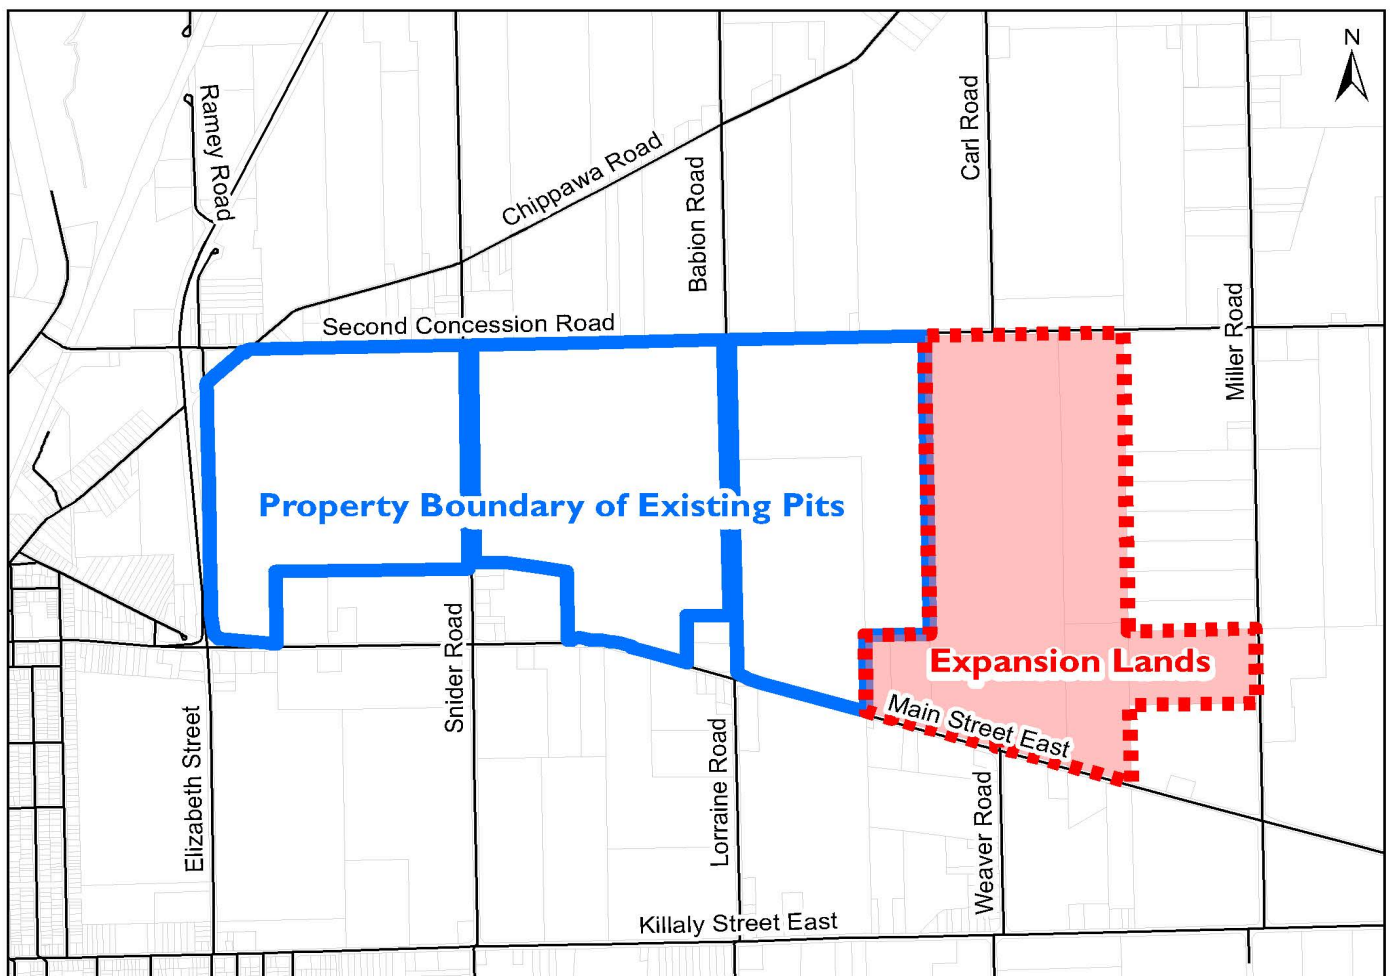 N
Ramey Road
Carl Road
Chippawa Road
Babion Road
Second Concession Road
Miller Road
Property Boundary of Existing Pits
Expansion Lands
Snider Road
Main Street East
Elizabeth Street
Lorraine Road
Weaver Road
Killaly Street East